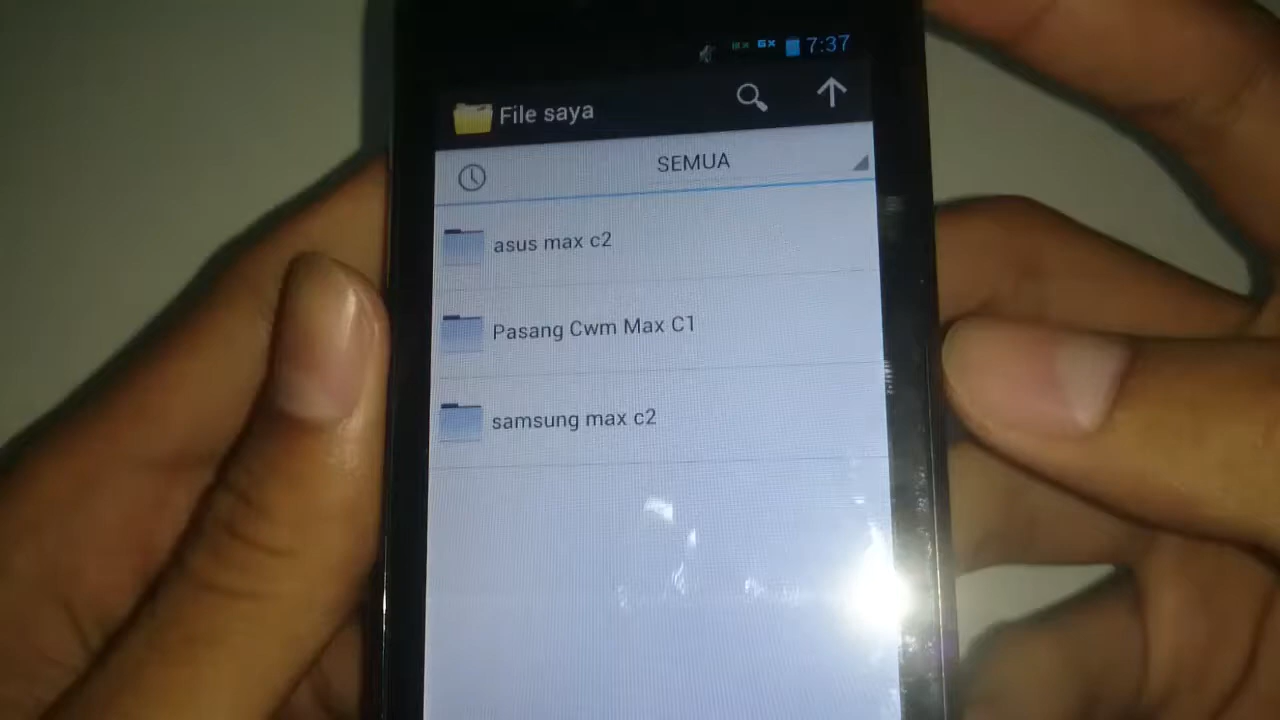 7:37
File saya
SEMUA
asus max c2
Pasang Cwm Max C1
samsung max c2